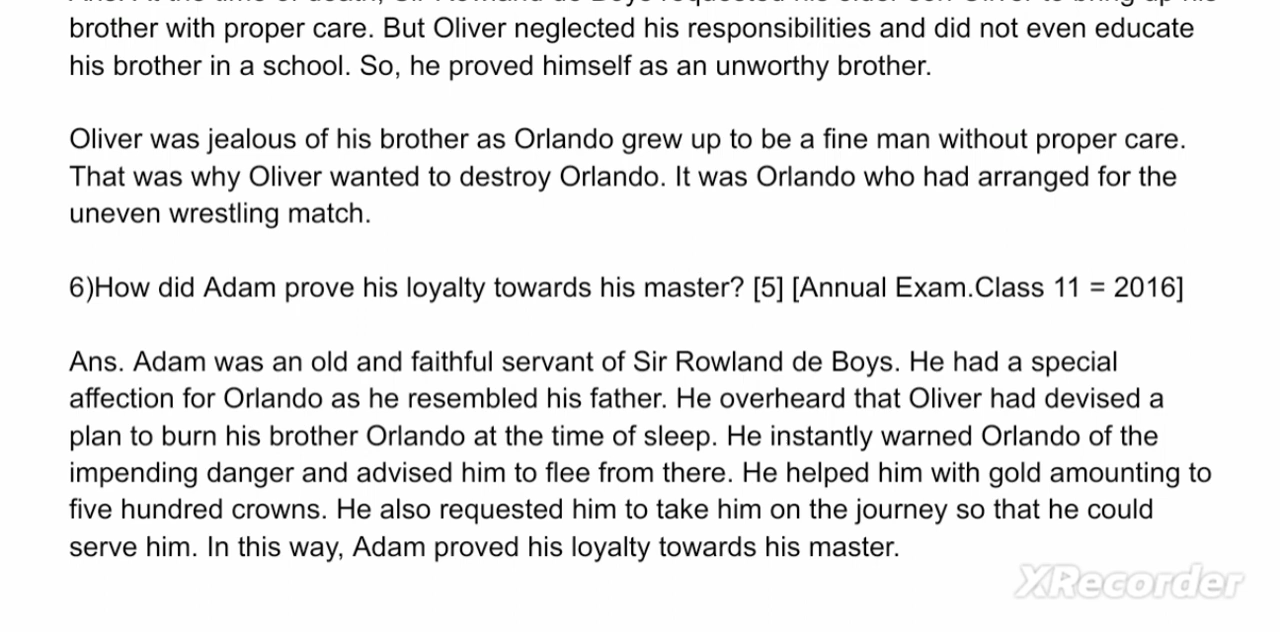 brother with proper care. But Oliver neglected his responsibilities and did not even educate
his brother in a school. So, he proved himself as an unworthy brother.
Oliver was jealous of his brother as Orlando grew up to be a fine man without proper care.
That was why Oliver wanted to destroy Orlando. It was Orlando who had arranged for the
uneven wrestling match.
6)How did Adam prove his loyalty towards his master? [5] [Annual Exam.Class 11 = 2016]
Ans. Adam was an old and faithful servant of Sir Rowland de Boys. He had a special
affection for Orlando as he resembled his father. He overheard that Oliver had devised a
plan to burn his brother Orlando at the time of sleep. He instantly warned Orlando of the
impending danger and advised him to flee from there. He helped him with gold amounting to
five hundred crowns. He also requested him to take him on the journey so that he could
serve him. In this way, Adam proved his loyalty towards his master.
XRecorder